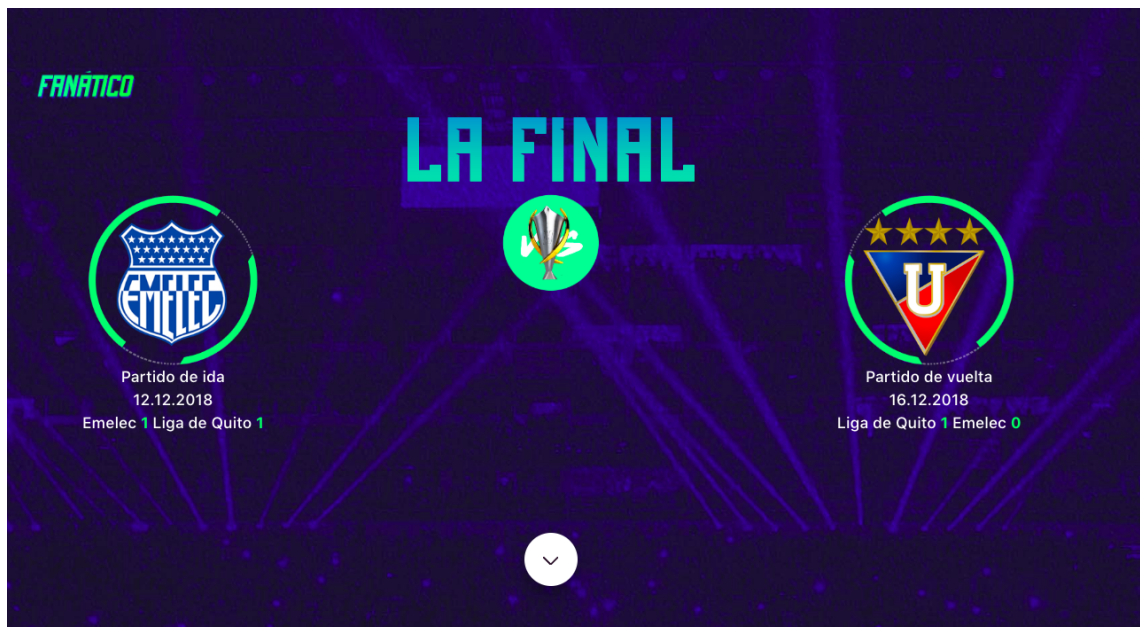 FANÁTICO
LA FINAL
VS
EMELEC
U
Partido de ida
12.12.2018
Emelec 1 Liga de Quito 1
Partido de vuelta
16.12.2018
Liga de Quito 1 Emelec 0